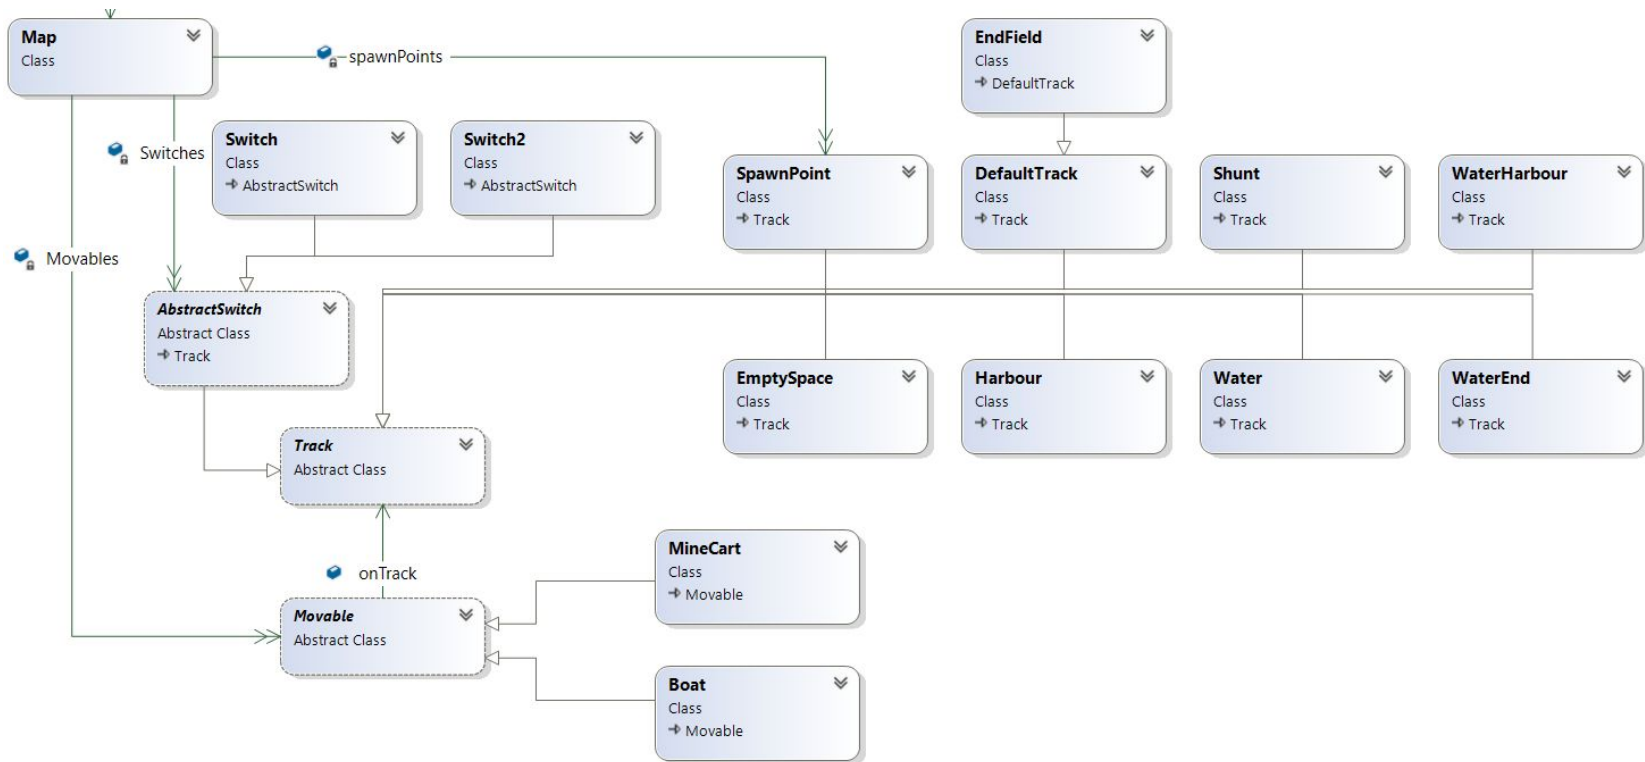 Map
Class
spawnPoints
EndField
Class
DefaultTrack
Switches
Switch
Class
AbstractSwitch
Switch2
Class
AbstractSwitch
SpawnPoint
Class
Track
DefaultTrack
Class
Track
Shunt
Class
Track
WaterHarbour
Class
Track
Movables
AbstractSwitch
Abstract Class
Track
EmptySpace
Class
Track
Harbour
Class
Track
Water
Class
Track
WaterEnd
Class
Track
Track
Abstract Class
onTrack
MineCart
Class
Movable
Movable
Abstract Class
Boat
Class
Movable